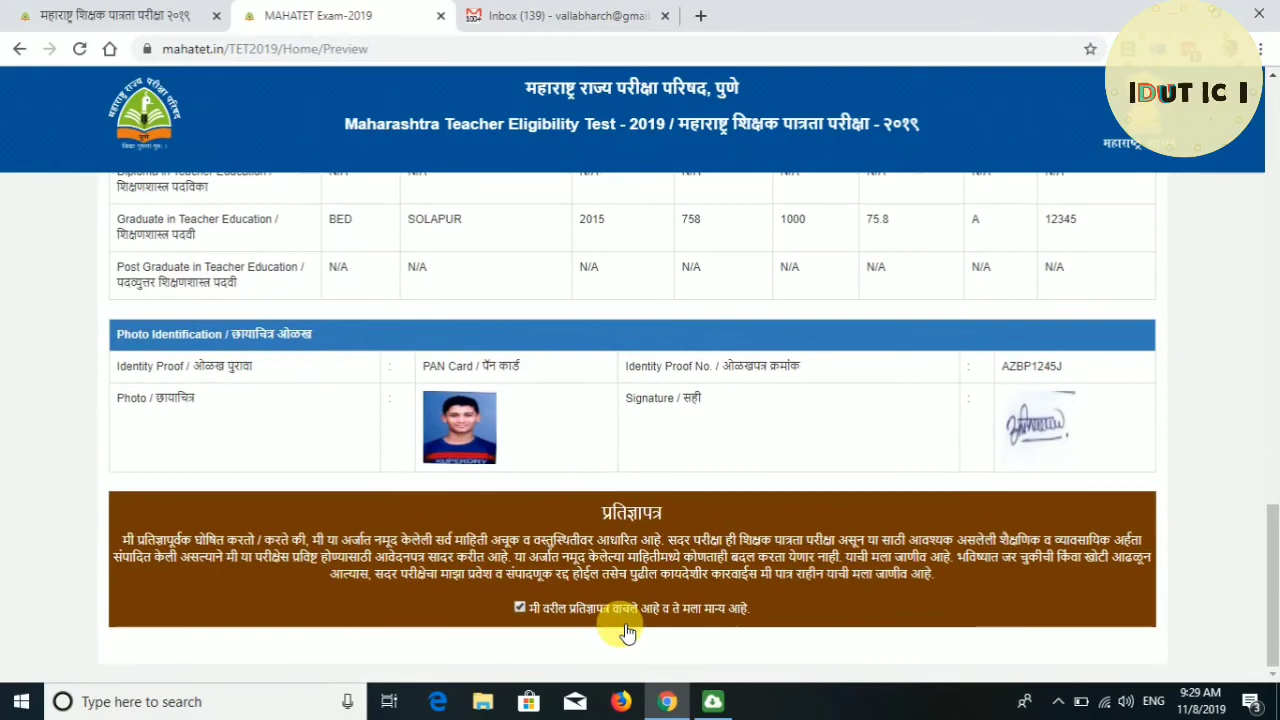 महाराष्ट्र शिक्षक पात्रता परीक्षा २०१९
MAHATET Exam-2019
Inbox (139) - vallabharch@gmail.
mahatet.in/TET2019/Home/Preview
महाराष्ट्र राज्य परीक्षा परिषद, पुणे
Maharashtra Teacher Eligibility Test - 2019 / महाराष्ट्र शिक्षक पात्रता परीक्षा - २०१९
Diploma in Teacher Education / N/A N/A N/A N/A N/A N/A N/A N/A
शिक्षणशास्त्र पदविका
Graduate in Teacher Education / BED SOLAPUR 2015 758 1000 75.8 A 12345
शिक्षणशास्त्र पदवी
Post Graduate in Teacher Education / N/A N/A N/A N/A N/A N/A N/A N/A
पदव्युत्तर शिक्षणशास्त्र पदवी
Photo Identification / छायाचित्र ओळख
Identity Proof / ओळख पुरावा : PAN Card / पॅन कार्ड Identity Proof No. / ओळखपत्र क्रमांक : AZBP1245J
Photo / छायाचित्र : Signature / सही :
SUPERDRY
प्रतिज्ञापत्र
मी प्रतिज्ञापूर्वक घोषित करतो / करते की, मी या अर्जात नमूद केलेली सर्व माहिती अचूक व वस्तुस्थितीवर आधारित आहे. सदर परीक्षा ही शिक्षक पात्रता परीक्षा असून या साठी आवश्यक असलेली शैक्षणिक व व्यावसायिक अर्हता
संपादित केली असल्याने मी या परीक्षेस प्रविष्ट होण्यासाठी आवेदनपत्र सादर करीत आहे. या अर्जात नमूद केलेल्या माहितीमध्ये कोणताही बदल करता येणार नाही. याची मला जाणीव आहे. भविष्यात जर चुकीची किंवा खोटी आढळून
आल्यास, सदर परीक्षेचा माझा प्रवेश व संपादणूक रद्द होईल तसेच पुढील कायदेशीर कारवाईस मी पात्र राहीन याची मला जाणीव आहे.
मी वरील प्रतिज्ञापत्र वाचले आहे व ते मला मान्य आहे.
Type here to search
ENG
9:29 AM
11/8/2019
3